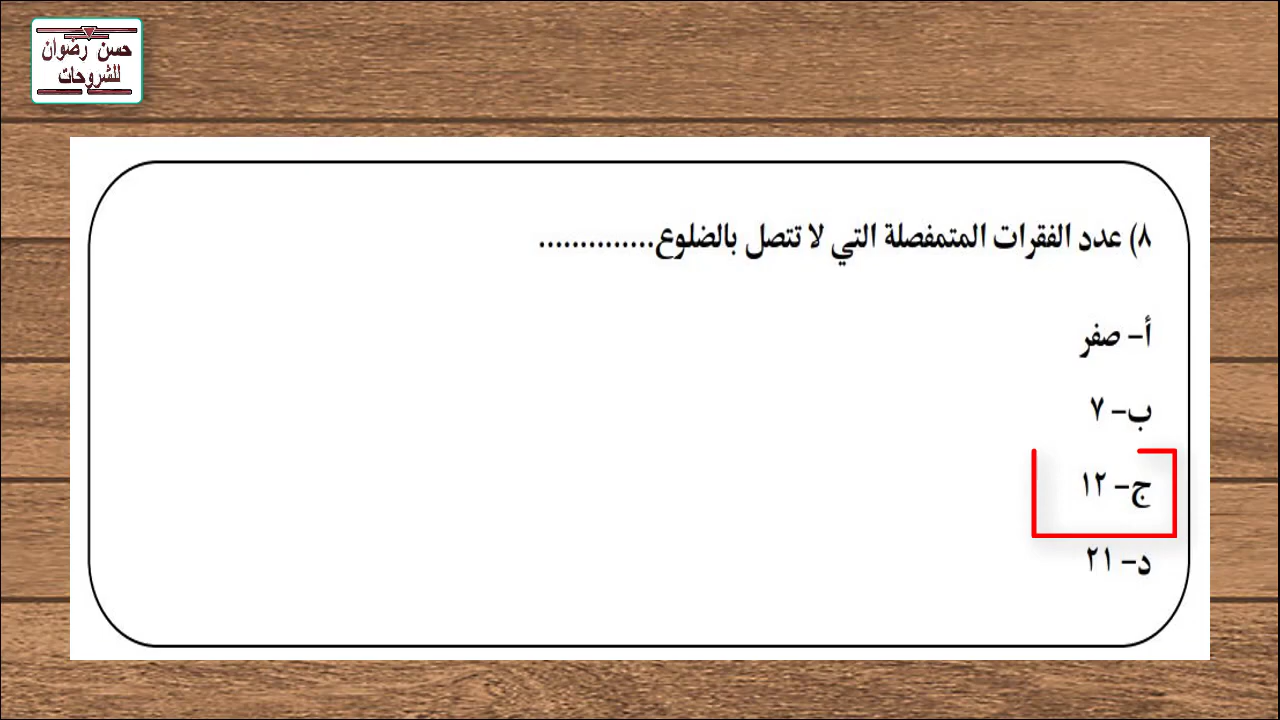 حسن رضوان
للشروحات
٨) عدد الفقرات المتمفصلة التي لا تتصل بالضلوع..............
أ- صفر
ب- ٧
ج- ١٢
د- ٢١